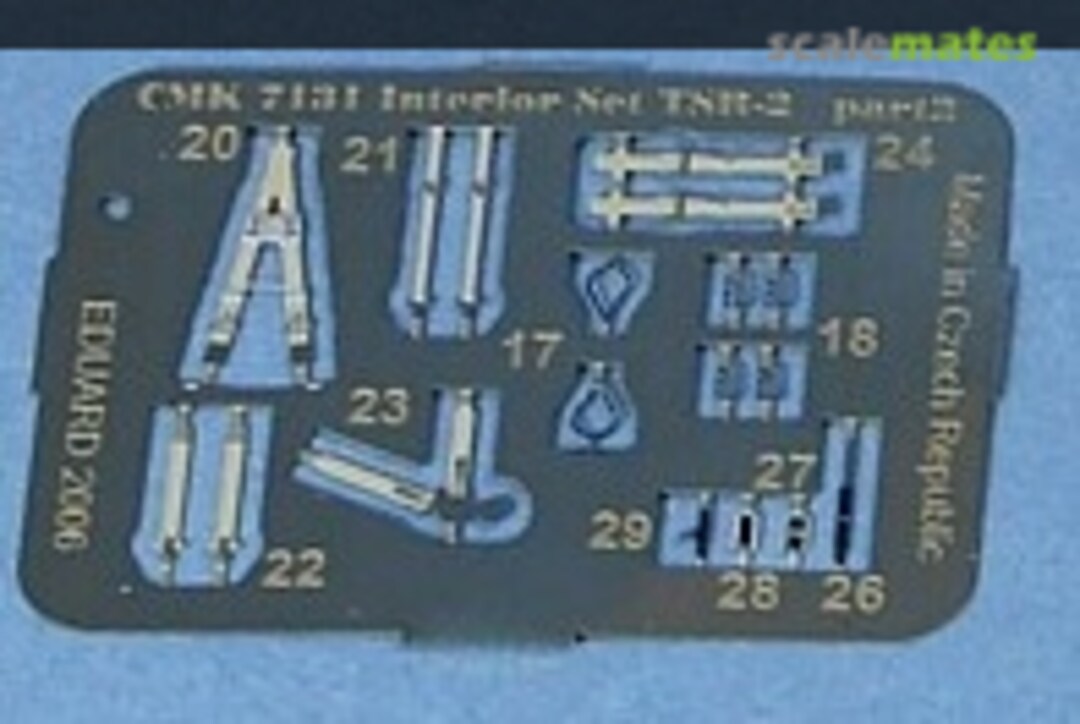 scalemates
CMK 7131 Interior Set TSR-2 part2
20
21
24
17
18
23
27
29
22
28
26
EDUARD 2006
Made in Czech Republic